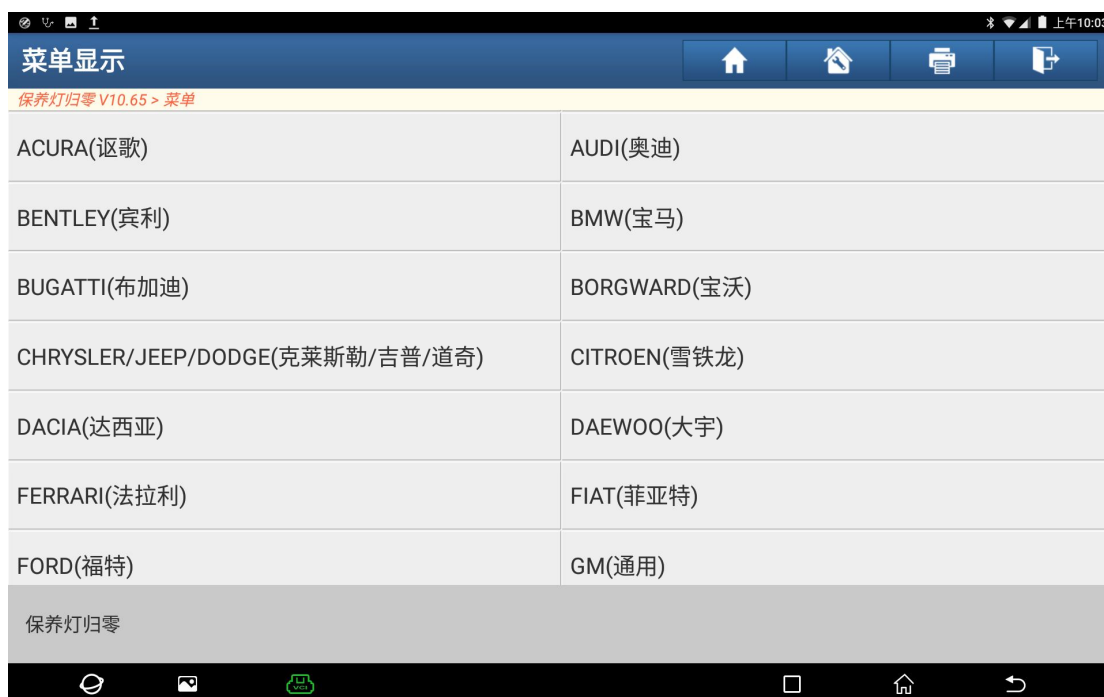 上午10:03
菜单显示
保养灯归零 V10.65 > 菜单
ACURA(讴歌)
AUDI(奥迪)
BENTLEY(宾利)
BMW(宝马)
BUGATTI(布加迪)
BORGWARD(宝沃)
CHRYSLER/JEEP/DODGE(克莱斯勒/吉普/道奇)
CITROEN(雪铁龙)
DACIA(达西亚)
DAEWOO(大宇)
FERRARI(法拉利)
FIAT(菲亚特)
FORD(福特)
GM(通用)
保养灯归零
VCI